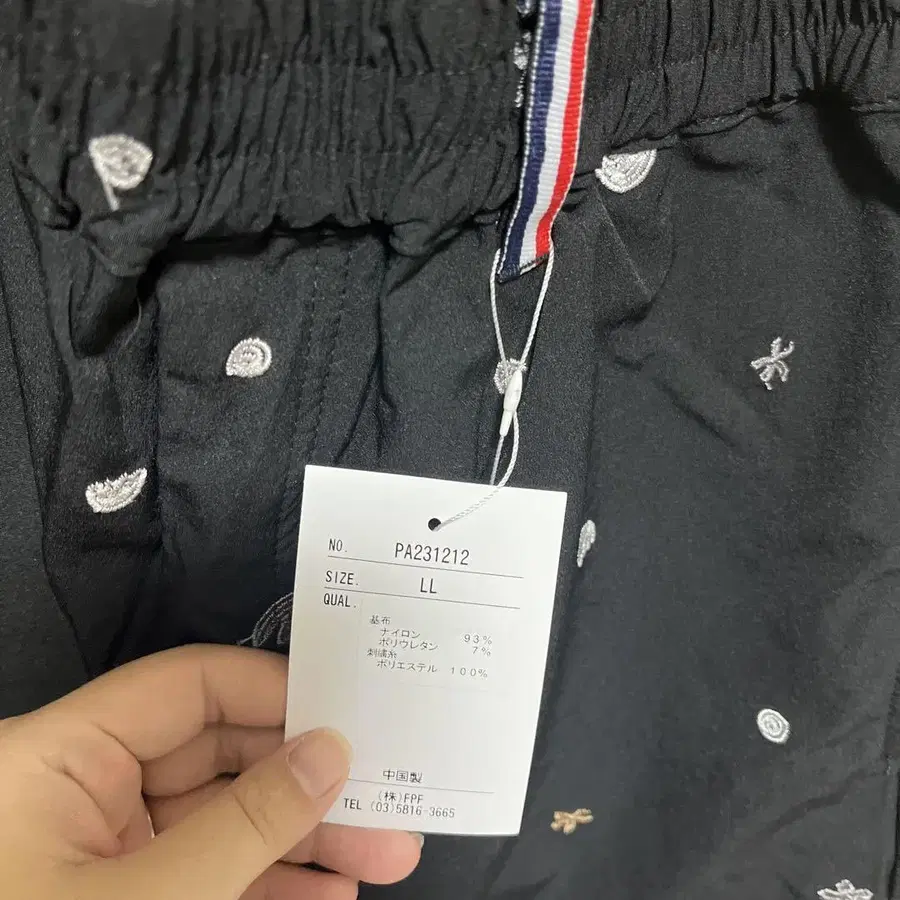 NO. PA231212
SIZE. LL
QUAL.
基布
ナイロン 93%
ポリウレタン 7%
刺繍糸
ポリエステル 100%
中国製
(株)FPF
TEL (03)5816-3665